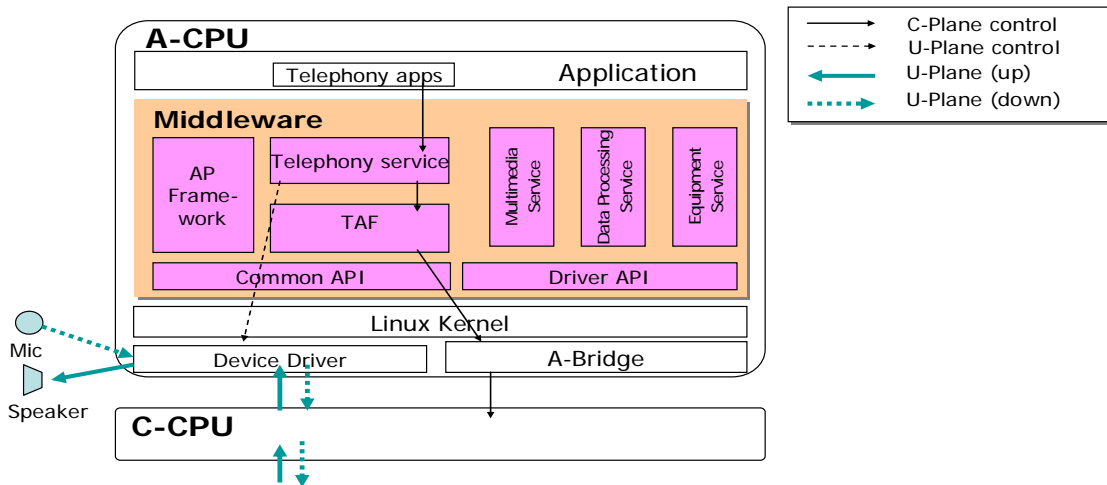 A-CPU
Telephony apps
Application
Middleware
AP
Frame-
work
Telephony service
TAF
Multimedia
Service
Data Processing
Service
Equipment
Service
Common API
Driver API
Linux Kernel
Mic
Device Driver
A-Bridge
Speaker
C-CPU
C-Plane control
U-Plane control
U-Plane (up)
U-Plane (down)